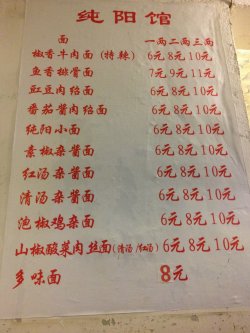 纯阳馆
面 一两 二两 三两
椒香牛肉面（特辣） 6元 8元 10元
鱼香排骨面 7元 9元 11元
豇豆肉绍面 6元 8元 10元
番茄酱肉绍面 6元 8元 10元
纯阳小面 6元 8元 10元
素椒杂酱面 6元 8元 10元
红汤杂酱面 6元 8元 10元
清汤杂酱面 6元 8元 10元
泡椒鸡杂面 6元 8元 10元
山椒酸菜肉丝面（清汤/红汤） 6元 8元 10元
多味面 8元